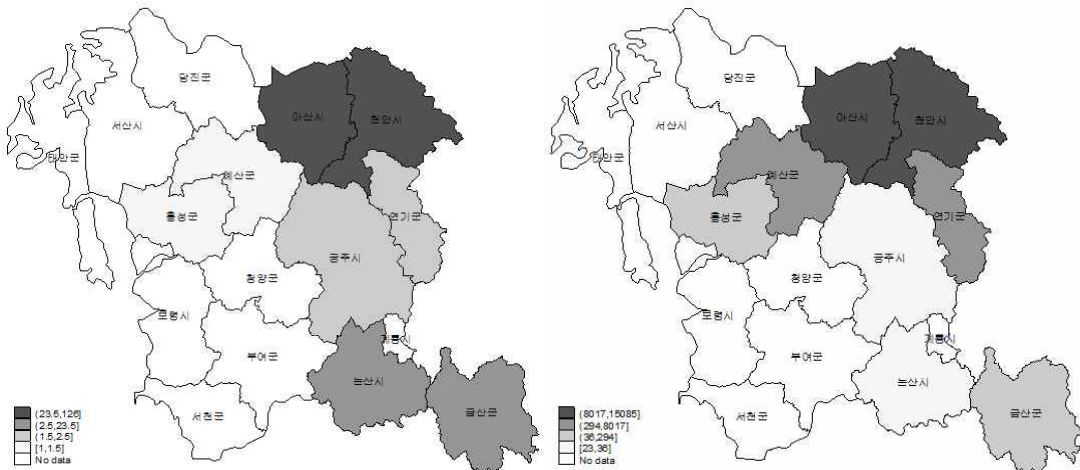 당진군
아산시
천안시
서산시
태안군
예산군
홍성군
연기군
공주시
청양군
보령시
계룡시
부여군
논산시
금산군
서천군
(23.5,126]
(2.5,23.5]
(1.5,2.5]
[1,1.5]
No data
당진군
아산시
천안시
서산시
태안군
예산군
홍성군
연기군
공주시
청양군
보령시
계룡시
부여군
논산시
금산군
서천군
(8017,15085]
(294,8017]
(36,294]
[23,36]
No data